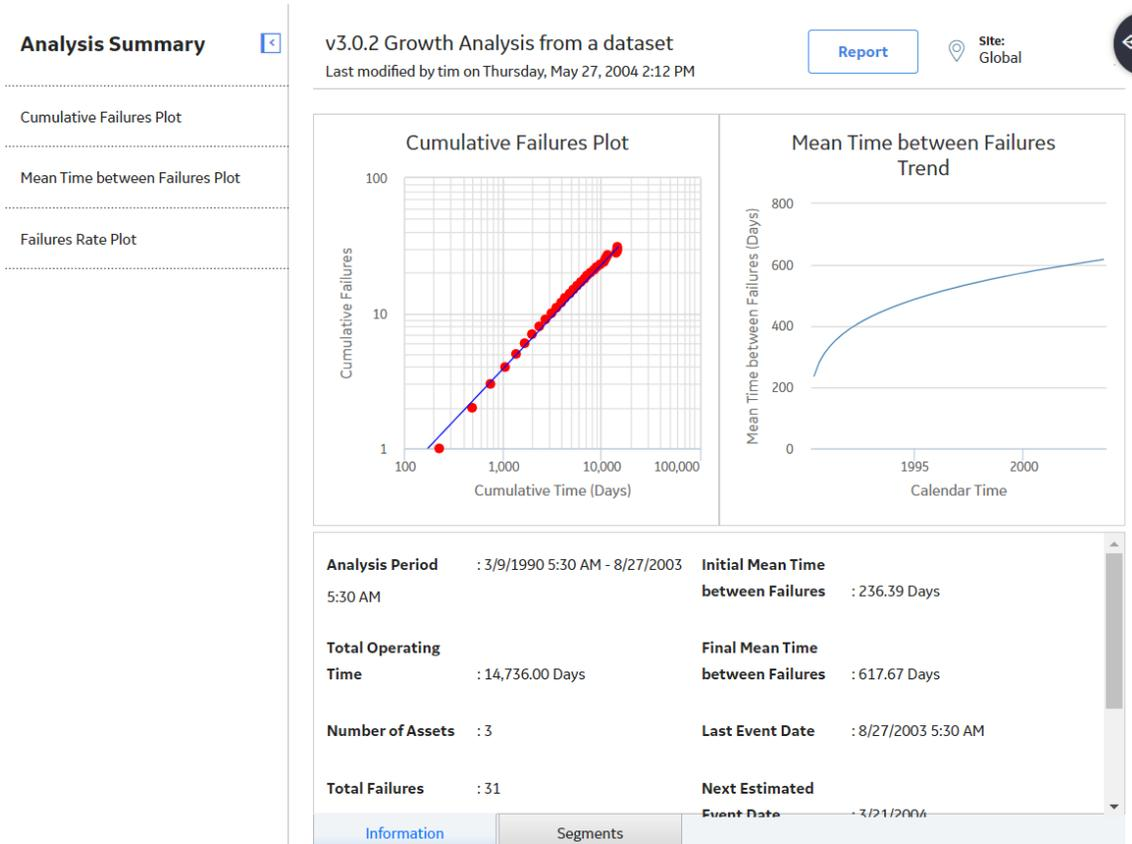 Analysis Summary
Cumulative Failures Plot
Mean Time between Failures Plot
Failures Rate Plot
v3.0.2 Growth Analysis from a dataset
Last modified by tim on Thursday, May 27, 2004 2:12 PM
Report
Site:
Global
Cumulative Failures Plot
100
10
1
Cumulative Failures
100 1,000 10,000 100,000
Cumulative Time (Days)
Mean Time between Failures
Trend
800
600
400
200
0
Mean Time between Failures (Days)
1995 2000
Calendar Time
Analysis Period : 3/9/1990 5:30 AM - 8/27/2003
5:30 AM
Total Operating
Time : 14,736.00 Days
Number of Assets : 3
Total Failures : 31
Initial Mean Time
between Failures : 236.39 Days
Final Mean Time
between Failures : 617.67 Days
Last Event Date : 8/27/2003 5:30 AM
Next Estimated
Event Date : 3/21/2004
Information
Segments